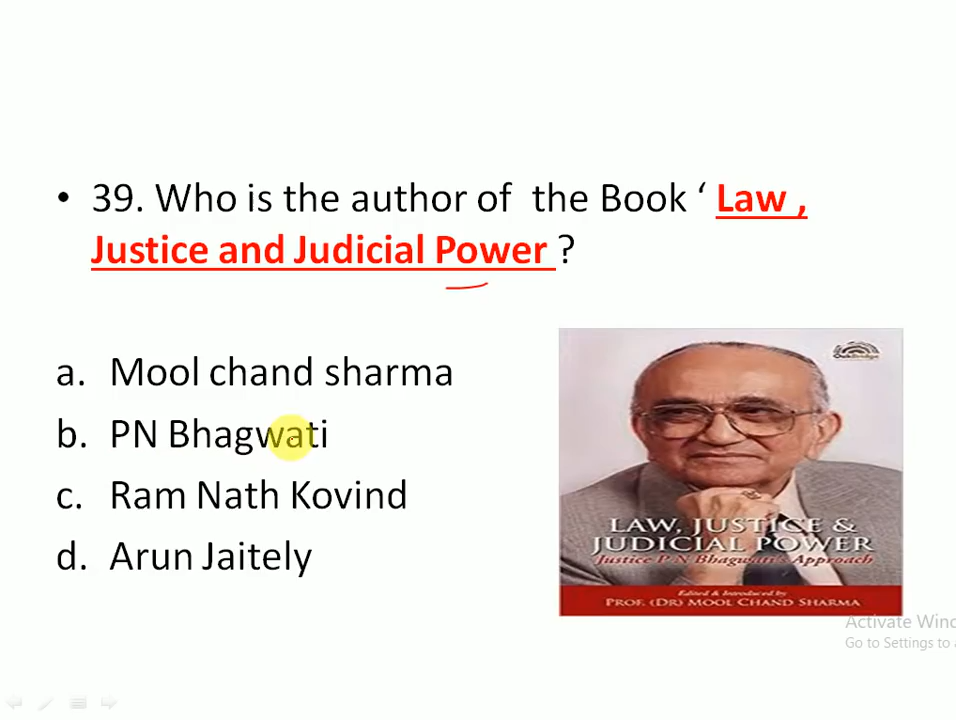 • 39. Who is the author of the Book ‘ Law ,
Justice and Judicial Power ?
a. Mool chand sharma
b. PN Bhagwati
c. Ram Nath Kovind
d. Arun Jaitely
OakBridge
LAW, JUSTICE &
JUDICIAL POWER
Justice P N Bhagwati's Approach
Edited & Introduced by
PROF. (DR) MOOL CHAND SHARMA
Activate Wind
Go to Settings to a